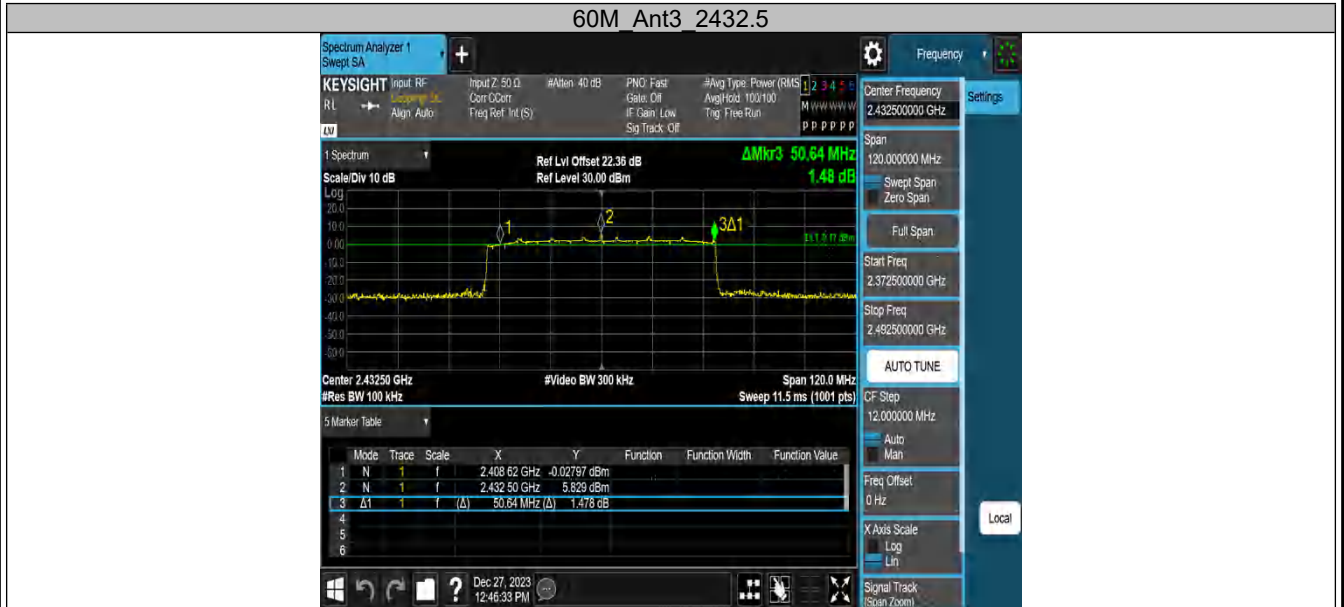 60M_Ant3_2432.5
Spectrum Analyzer 1
Swept SA
+
Frequency
KEYSIGHT
Input: RF
RL
Align: Auto
LXI
Input Z: 50 Ω
Corr CCorr
Freq Ref: Int (S)
#Atten: 40 dB
PNO: Fast
Gate: Off
IF Gain: Low
Sig Track: Off
#Avg Type: Power (RMS
Avg|Hold: 100/100
Trig: Free Run
1 2 3 4 5 6
M W W W W W
P P P P P P
Center Frequency
2.432500000 GHz
Settings
Span
120.000000 MHz
Swept Span
Zero Span
Full Span
Start Freq
2.372500000 GHz
Stop Freq
2.492500000 GHz
AUTO TUNE
CF Step
12.000000 MHz
Auto
Man
Freq Offset
0 Hz
X Axis Scale
Log
Lin
Signal Track
(Span Zoom)
Local
1 Spectrum
Scale/Div 10 dB
Ref Lvl Offset 22.36 dB
Ref Level 30.00 dBm
ΔMkr3 50.64 MHz
1.48 dB
Log
20.0
10.0
0.00
-10.0
-20.0
-30.0
-40.0
-50.0
-60.0
1
2
3Δ1
Center 2.43250 GHz
#Video BW 300 kHz
Span 120.0 MHz
#Res BW 100 kHz
Sweep 11.5 ms (1001 pts)
5 Marker Table
Mode Trace Scale X Y Function Function Width Function Value
1 N 1 f 2.408 62 GHz -0.02797 dBm
2 N 1 f 2.432 50 GHz 5.829 dBm
3 Δ1 1 f (Δ) 50.64 MHz (Δ) 1.478 dB
4
5
6
?
Dec 27, 2023
12:46:33 PM